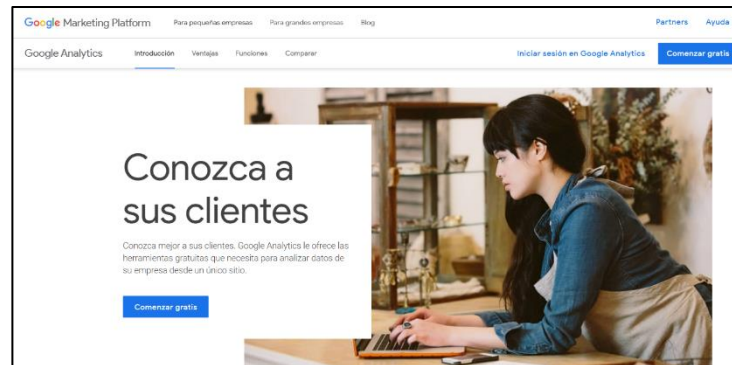 Google Marketing Platform Para pequeñas empresas Para grandes empresas Blog Partners Ayuda
Google Analytics Introducción Ventajas Funciones Comparar Iniciar sesión en Google Analytics Comenzar gratis
Conozca a
sus clientes
Conozca mejor a sus clientes. Google Analytics le ofrece las
herramientas gratuitas que necesita para analizar datos de
su empresa desde un único sitio.
Comenzar gratis